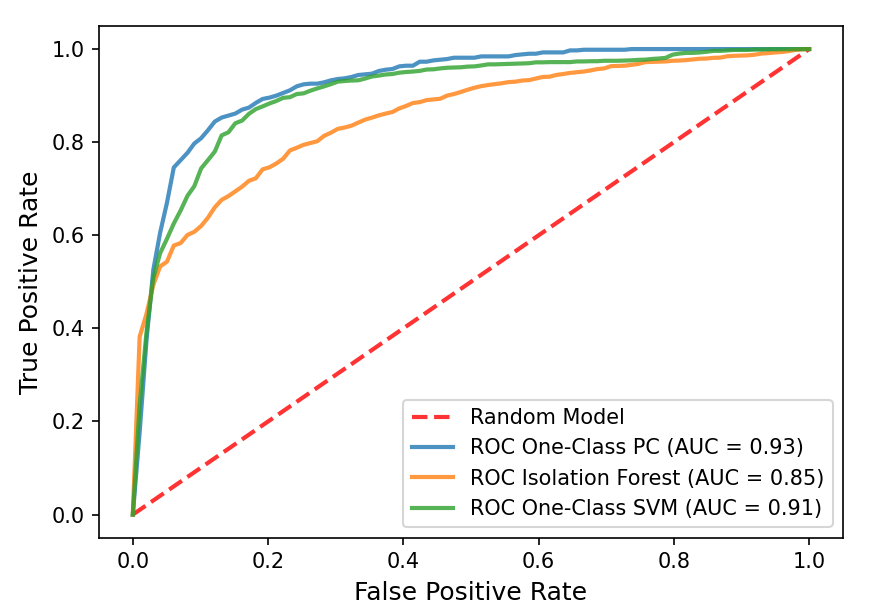 1.0
0.8
0.6
0.4
0.2
0.0
True Positive Rate
Random Model
ROC One-Class PC (AUC = 0.93)
ROC Isolation Forest (AUC = 0.85)
ROC One-Class SVM (AUC = 0.91)
0.0 0.2 0.4 0.6 0.8 1.0
False Positive Rate